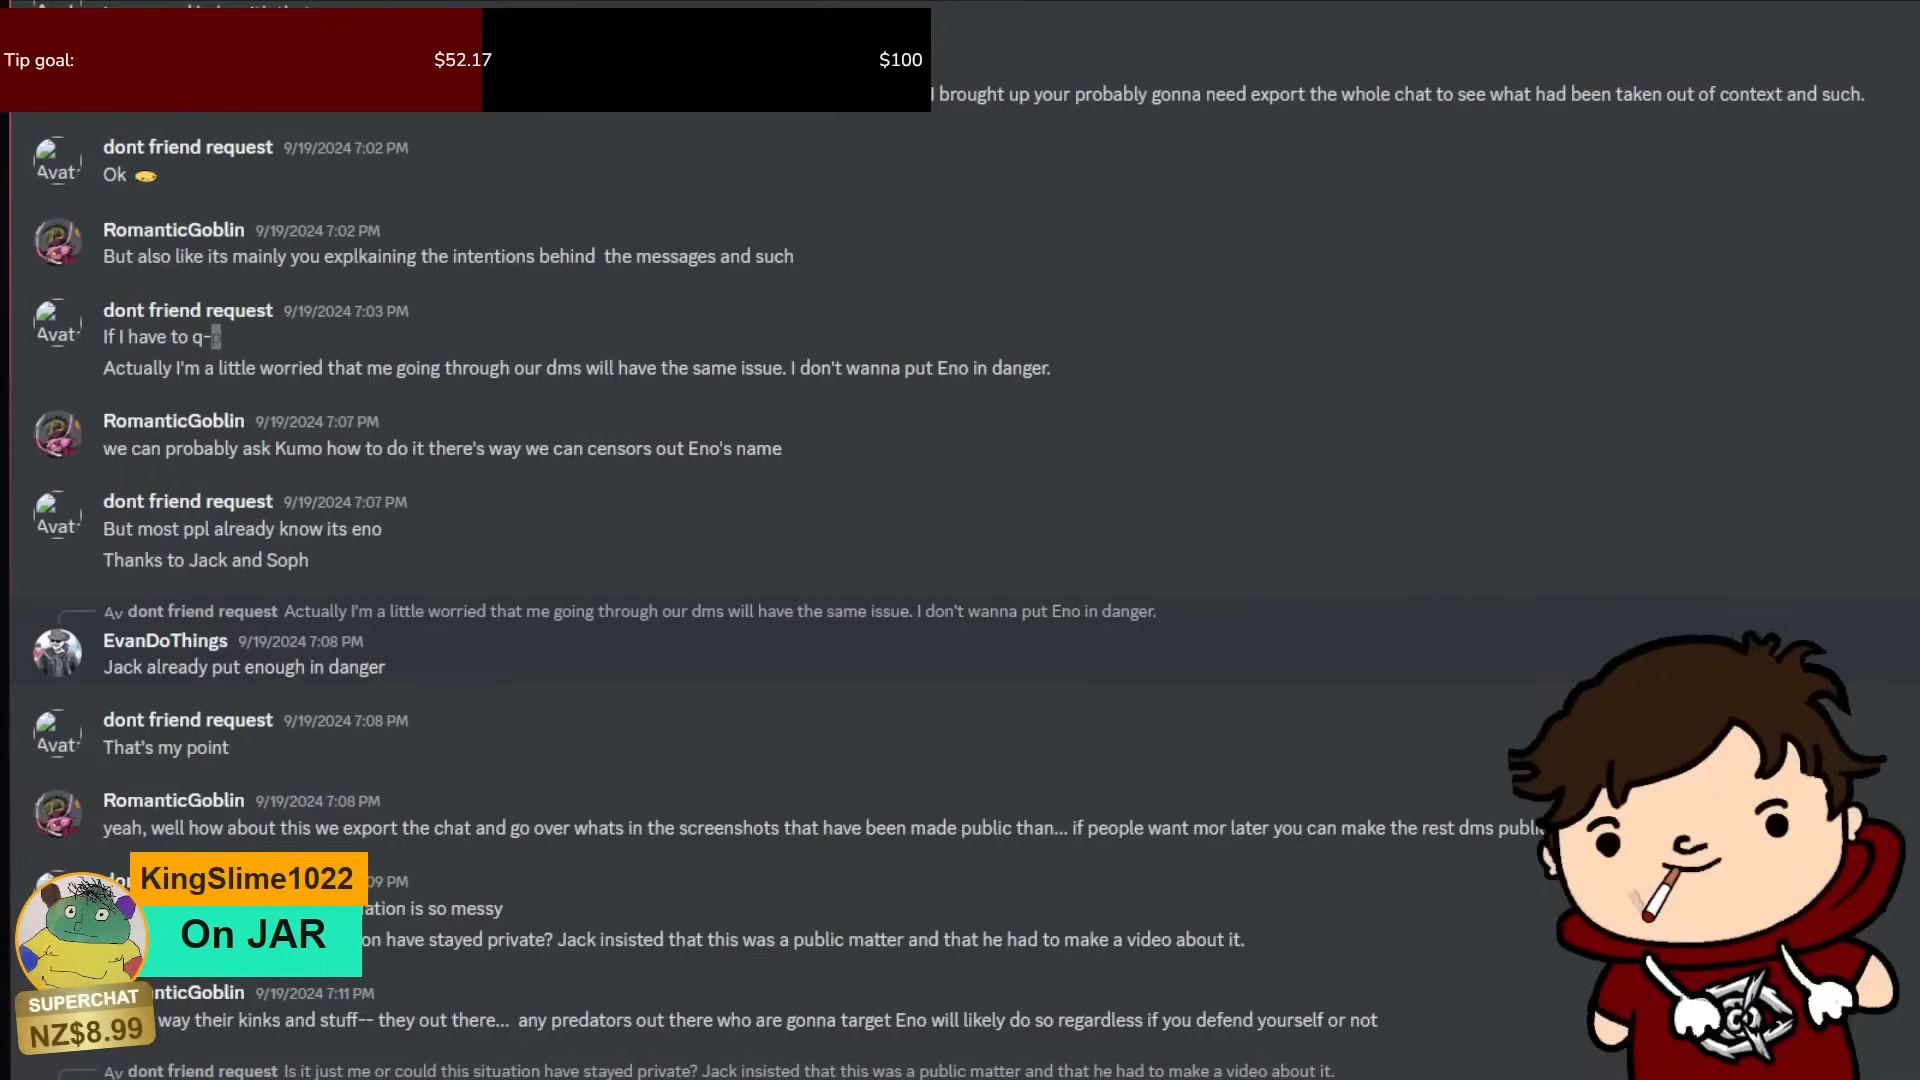 Tip goal: $52.17 $100
I brought up your probably gonna need export the whole chat to see what had been taken out of context and such.
dont friend request 9/19/2024 7:02 PM
Avat
Ok
RomanticGoblin 9/19/2024 7:02 PM
But also like its mainly you explkaining the intentions behind the messages and such
dont friend request 9/19/2024 7:03 PM
Avat
If I have to q-
Actually I'm a little worried that me going through our dms will have the same issue. I don't wanna put Eno in danger.
RomanticGoblin 9/19/2024 7:07 PM
we can probably ask Kumo how to do it there's way we can censors out Eno's name
dont friend request 9/19/2024 7:07 PM
Avat
But most ppl already know its eno
Thanks to Jack and Soph
Av dont friend request Actually I'm a little worried that me going through our dms will have the same issue. I don't wanna put Eno in danger.
EvanDoThings 9/19/2024 7:08 PM
Jack already put enough in danger
dont friend request 9/19/2024 7:08 PM
Avat
That's my point
RomanticGoblin 9/19/2024 7:08 PM
yeah, well how about this we export the chat and go over whats in the screenshots that have been made public than... if people want mor later you can make the rest dms publi
KingSlime1022
09 PM
ation is so messy
On JAR
on have stayed private? Jack insisted that this was a public matter and that he had to make a video about it.
SUPERCHAT
NZ$8.99
nticGoblin 9/19/2024 7:11 PM
way their kinks and stuff-- they out there... any predators out there who are gonna target Eno will likely do so regardless if you defend yourself or not
Av dont friend request Is it just me or could this situation have stayed private? Jack insisted that this was a public matter and that he had to make a video about it.